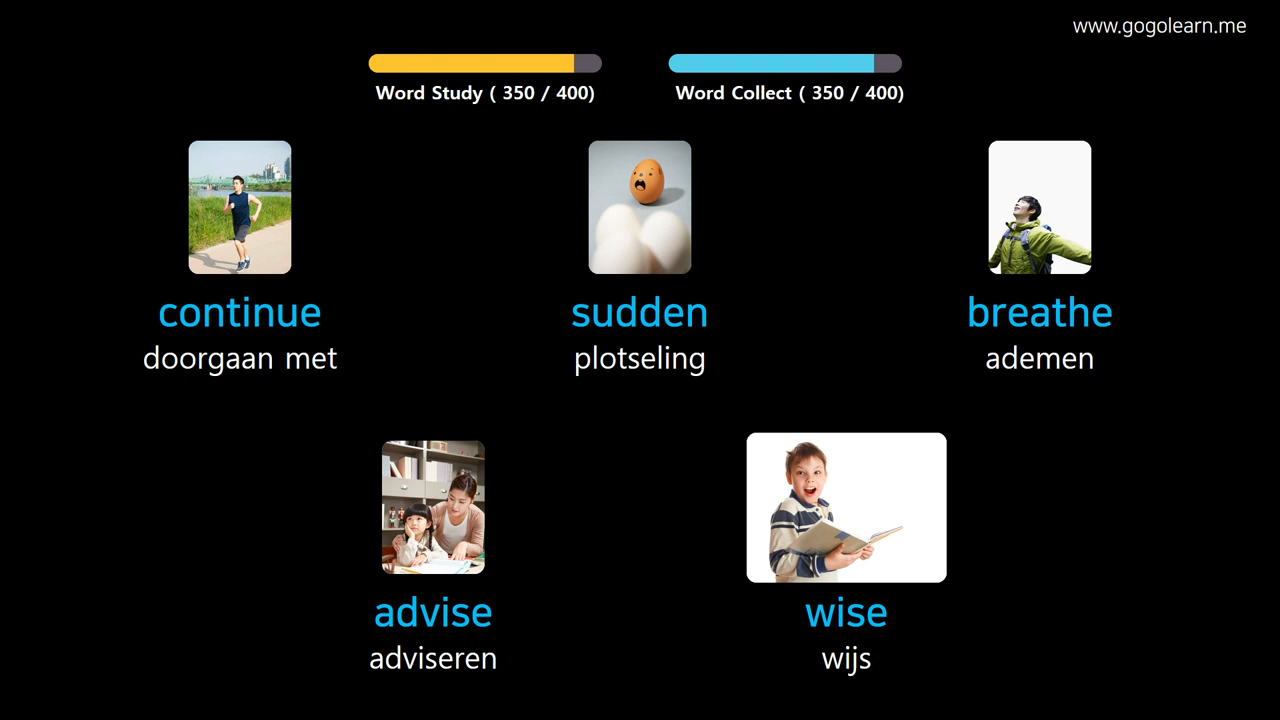 www.gogolearn.me
Word Study ( 350 / 400)
Word Collect ( 350 / 400)
continue
doorgaan met
sudden
plotseling
breathe
ademen
advise
adviseren
wise
wijs